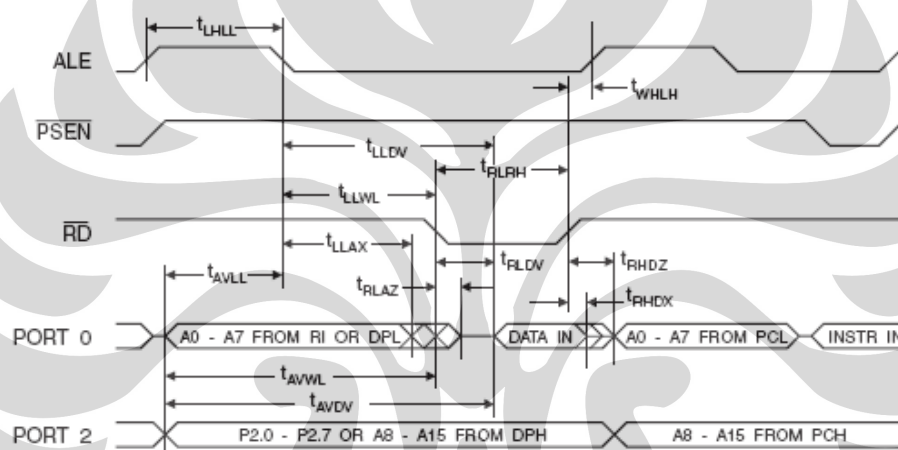 tLHLL
ALE
tWHLH
PSEN
tLLDV
tRLRH
tLLWL
RD
tLLAX
tRLDV
tRHDZ
tAVLL
tRLAZ
tRHDX
PORT 0
A0 - A7 FROM RI OR DPL
DATA IN
A0 - A7 FROM PCL
INSTR IN
tAVWL
tAVDV
PORT 2
P2.0 - P2.7 OR A8 - A15 FROM DPH
A8 - A15 FROM PCH